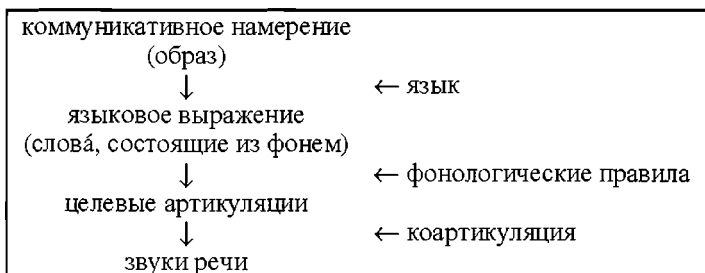 коммуникативное намерение
(образ)
↓ ← язык
языковое выражение
(словá, состоящие из фонем)
↓ ← фонологические правила
целевые артикуляции
↓ ← коартикуляция
звуки речи